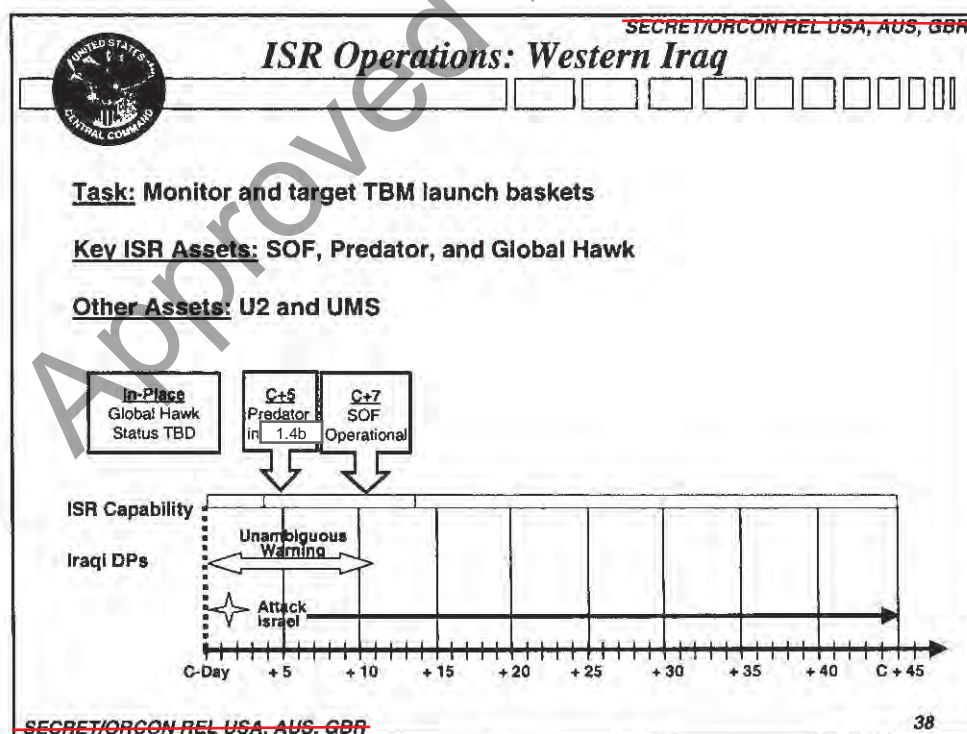 SECRET/ORCON REL USA, AUS, GBR
ISR Operations: Western Iraq
UNITED STATES
CENTRAL COMMAND
Approved
Task: Monitor and target TBM launch baskets
Key ISR Assets: SOF, Predator, and Global Hawk
Other Assets: U2 and UMS
In-Place
Global Hawk
Status TBD
C+5
Predator
in 1.4b
C+7
SOF
Operational
ISR Capability
Unambiguous
Warning
Iraqi DPs
Attack
Israel
C-Day + 5 + 10 + 15 + 20 + 25 + 30 + 35 + 40 C + 45
SECRET/ORCON REL USA, AUS, GBR
38